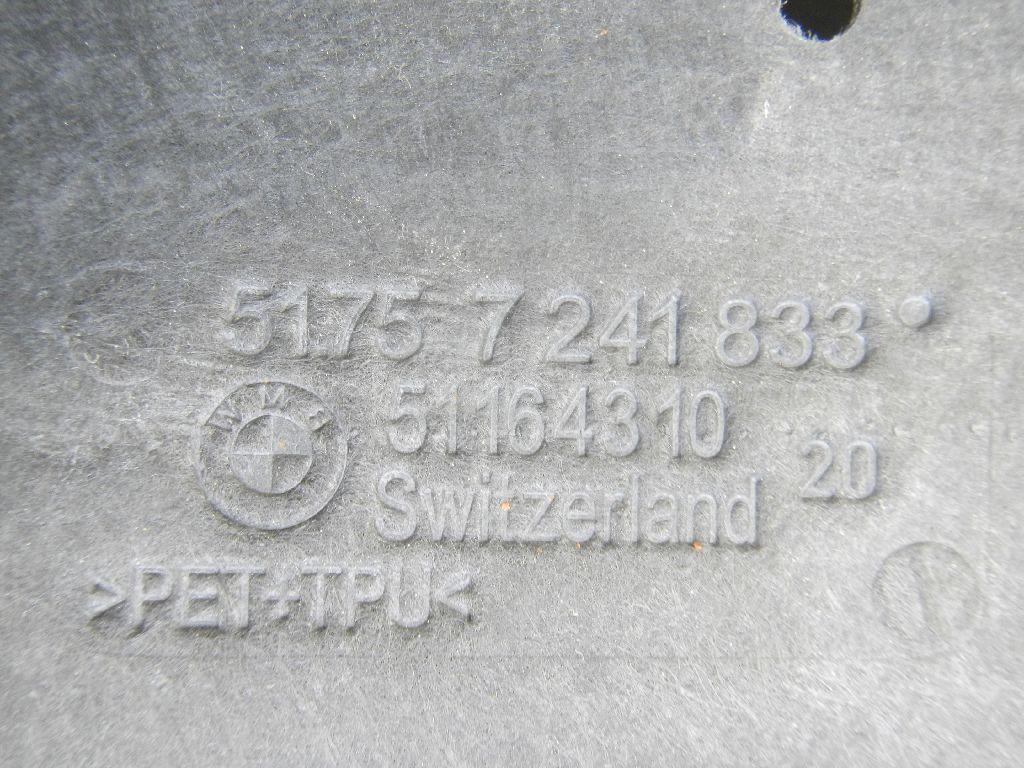 51.75 7 241 833
BMW
51164310
Switzerland
20
>PET+TPU<